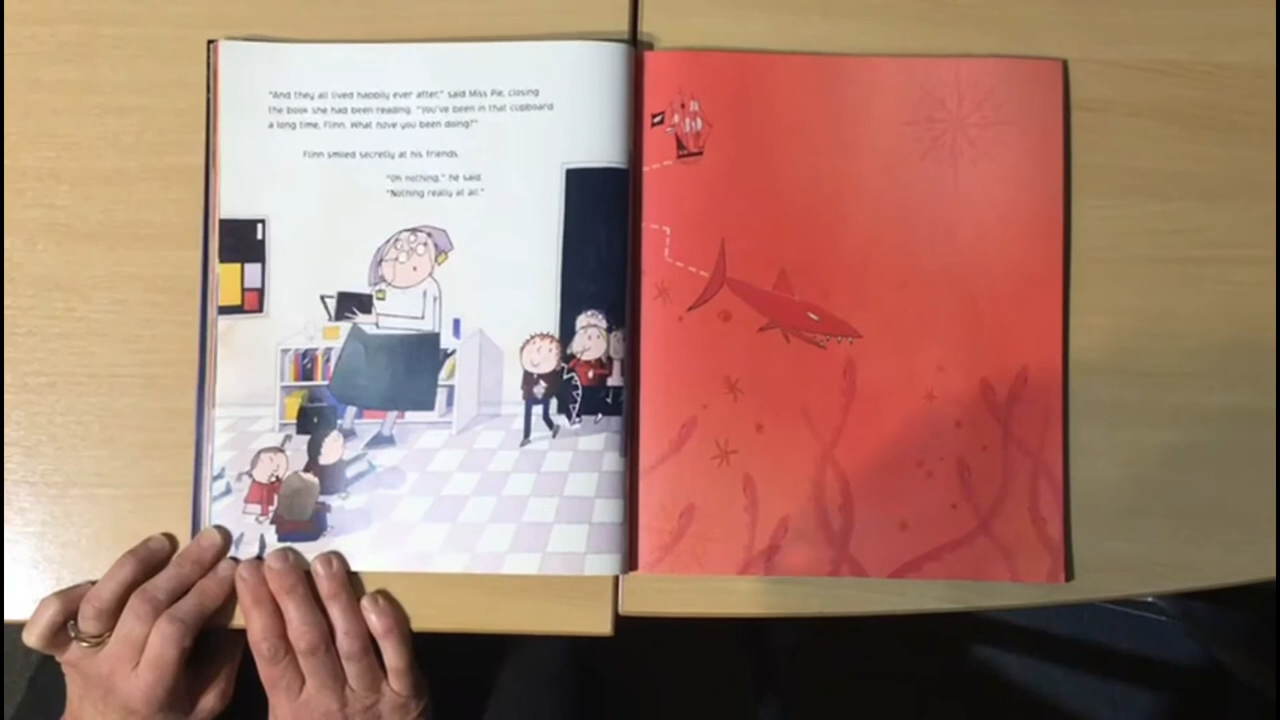 "And they all lived happily ever after," said Miss Pie, closing
the book she had been reading. "You've been in that cupboard
a long time, Flinn. What have you been doing?"
Flinn smiled secretly at his friends.
"Oh nothing," he said.
"Nothing really at all."